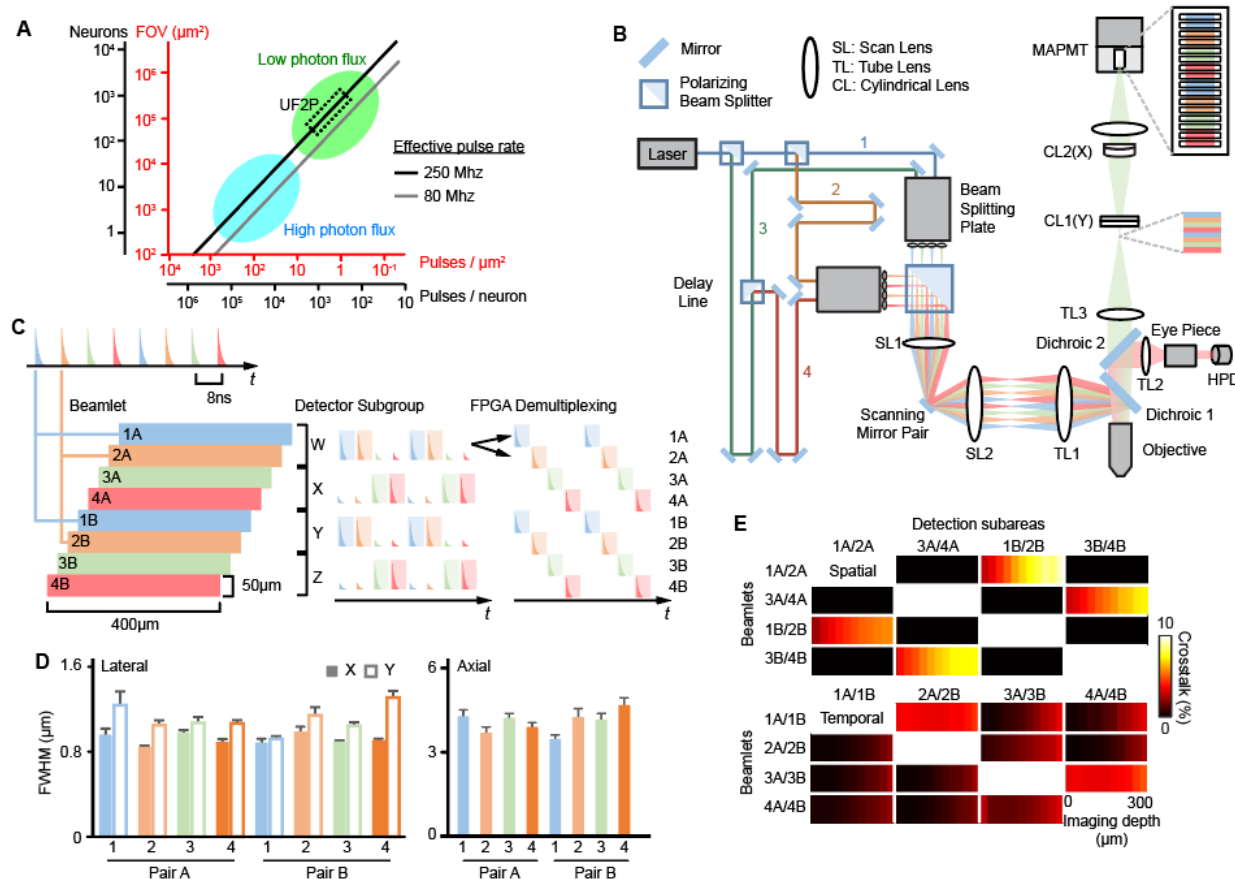 A
Neurons FOV (µm²)
10⁴
10³
10²
10
1
10⁶
10⁵
10⁴
10³
10²
Low photon flux
UF2P
High photon flux
Effective pulse rate
250 Mhz
80 Mhz
10⁴ 10³ 10² 10 1 10⁻¹ Pulses / µm²
10⁶ 10⁵ 10⁴ 10³ 10² 10 Pulses / neuron
B
Mirror
Polarizing
Beam Splitter
SL: Scan Lens
TL: Tube Lens
CL: Cylindrical Lens
Laser
1
2
3
4
Beam
Splitting
Plate
Delay
Line
SL1
Scanning
Mirror Pair
SL2
TL1
MAPMT
CL2(X)
CL1(Y)
TL3
Dichroic 2
Eye Piece
TL2
HPD
Dichroic 1
Objective
C
t
8ns
Beamlet
Detector Subgroup
FPGA Demultiplexing
1A
2A
3A
4A
1B
2B
3B
4B
50µm
400µm
W
X
Y
Z
t
t
1A
2A
3A
4A
1B
2B
3B
4B
D
Lateral
X Y
FWHM (µm)
1.6
0.8
0
1 2 3 4 1 2 3 4
Pair A Pair B
Axial
6
3
0
1 2 3 4 1 2 3 4
Pair A Pair B
E
Detection subareas
1A/2A 3A/4A 1B/2B 3B/4B
Beamlets
1A/2A Spatial
3A/4A
1B/2B
3B/4B
1A/1B 2A/2B 3A/3B 4A/4B
Beamlets
1A/1B Temporal
2A/2B
3A/3B
4A/4B
0 300
Imaging depth
(µm)
10
0
Crosstalk (%)